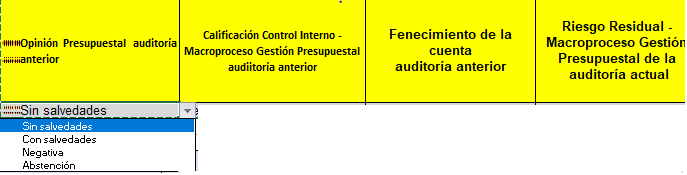 Opinión Presupuestal auditoría
anterior
Calificación Control Interno -
Macroproceso Gestión Presupuestal
audiitoría anterior
Fenecimiento de la
cuenta
auditoría anterior
Riesgo Residual -
Macroproceso Gestión
Presupuestal de la
auditoría actual
Sin salvedades
Sin salvedades
Con salvedades
Negativa
Abstención